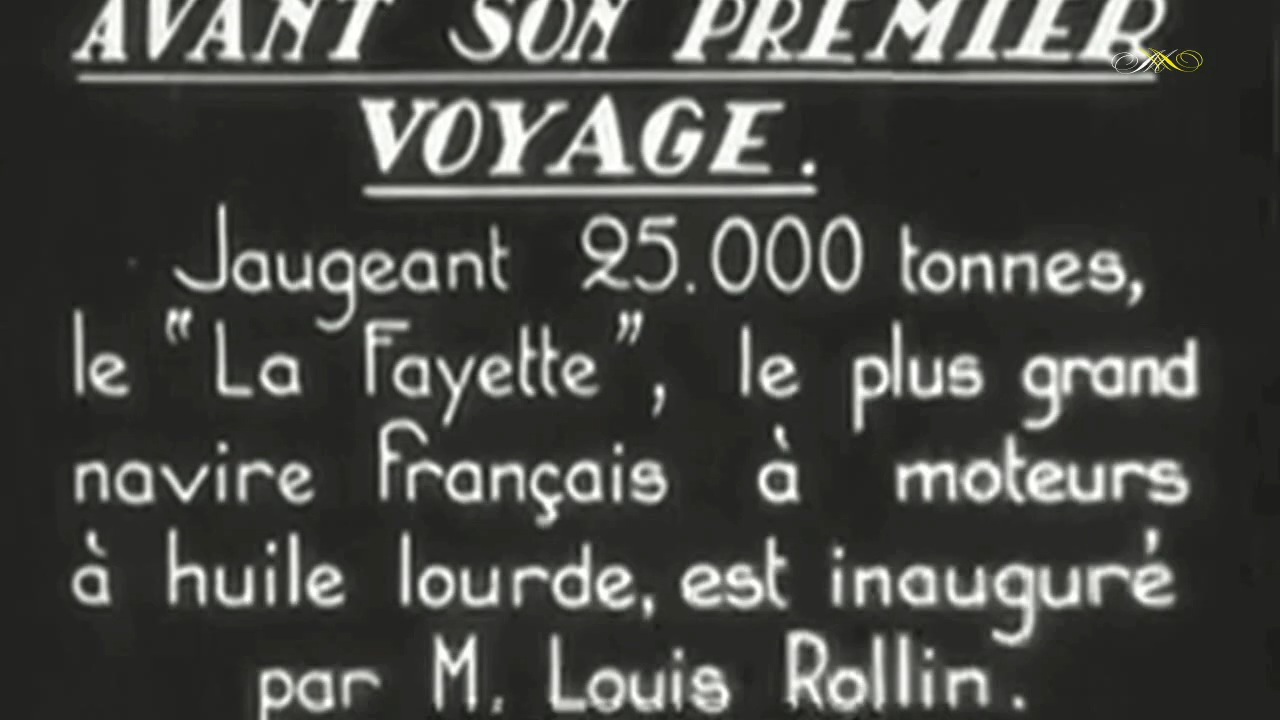 AVANT SON PREMIER
VOYAGE.
Jaugeant 25.000 tonnes,
le "La Fayette", le plus grand
navire Français à moteurs
à huile lourde, est inauguré
par M. Louis Rollin.